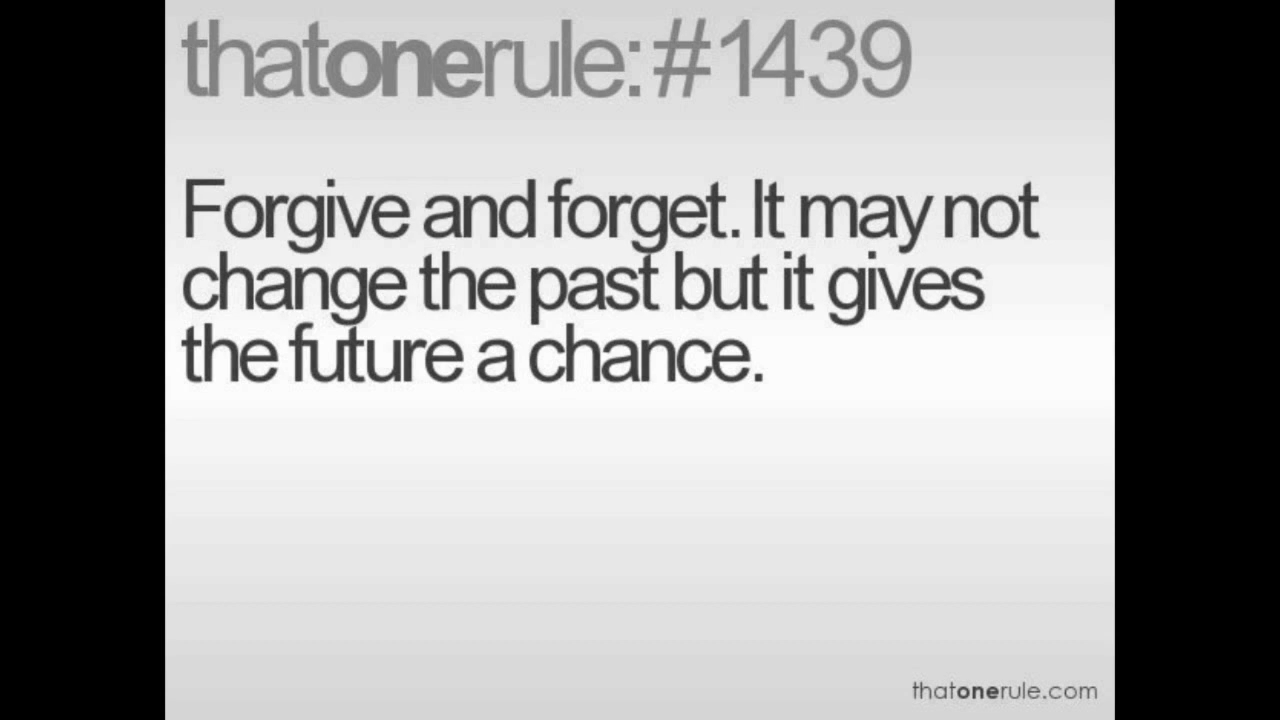 thatonerule: #1439
Forgive and forget. It may not
change the past but it gives
the future a chance.
thatonerule.com